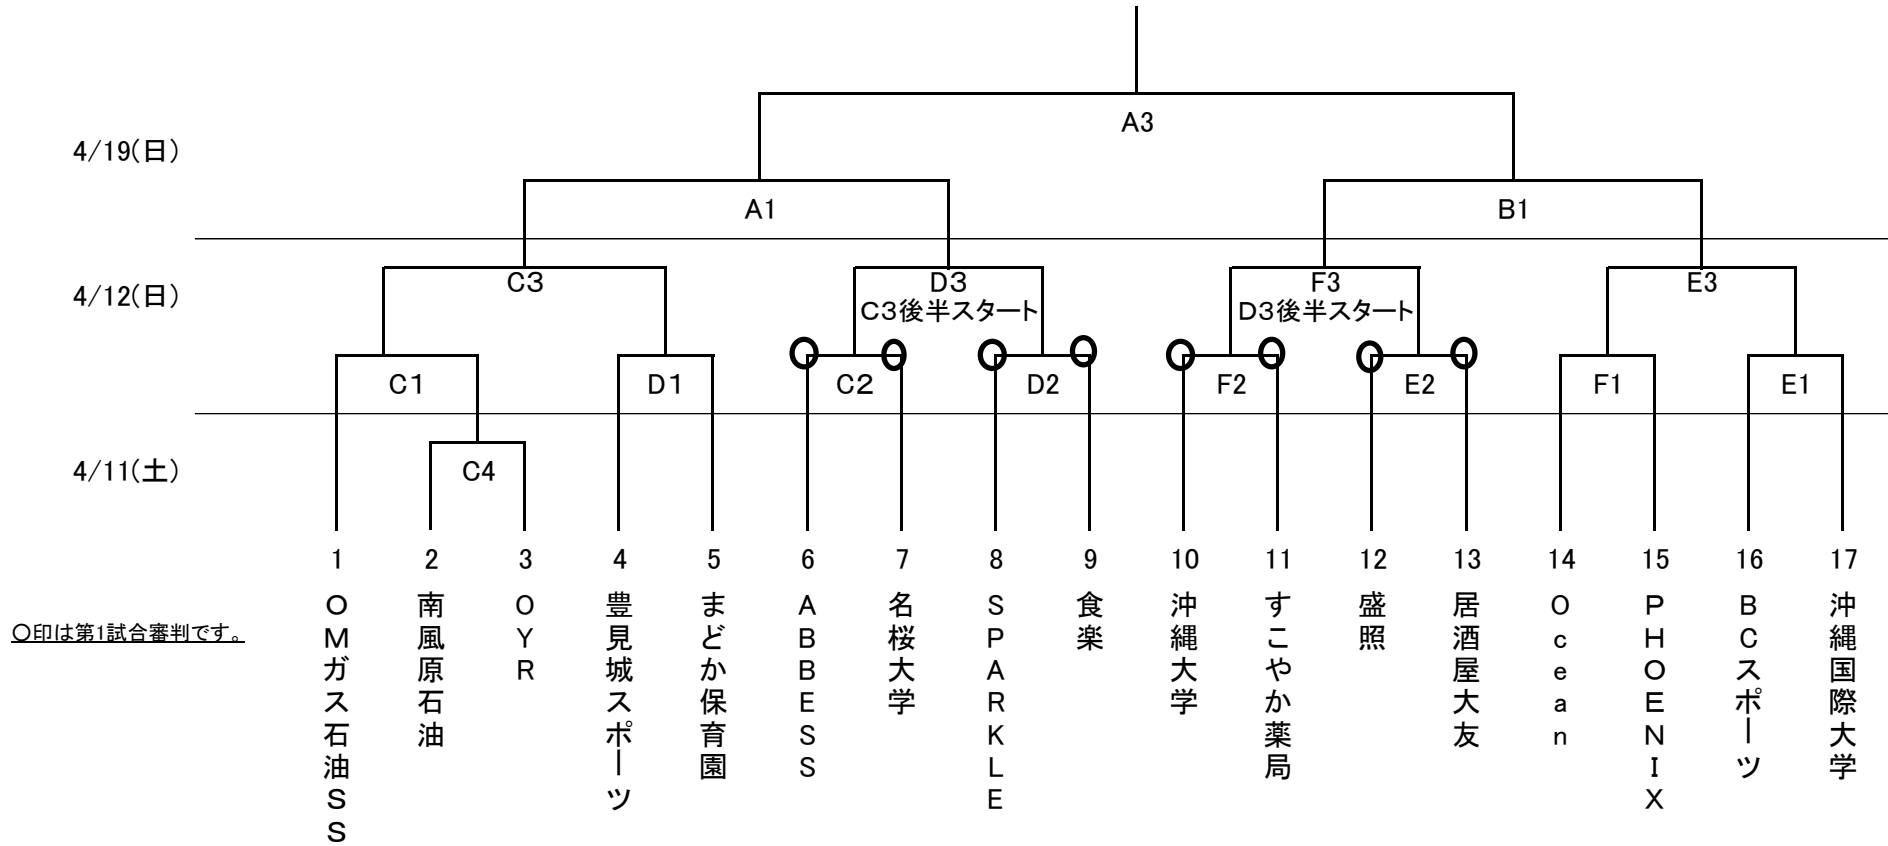 A3
4/19(日)
A1
B1
4/12(日)
C3
D3
F3
E3
C3後半スタート
D3後半スタート
C1
D1
C2
D2
F2
E2
F1
E1
4/11(土)
C4
1
2
3
4
5
6
7
8
9
10
11
12
13
14
15
16
17
OMガス石油SS
南風原石油
OYR
豊見城スポーツ
まどか保育園
ABBESS
名桜大学
SPARKLE
食楽
沖縄大学
すこやか薬局
盛照
居酒屋大友
Ocean
PHOENIX
BCスポーツ
沖縄国際大学
〇印は第1試合審判です。